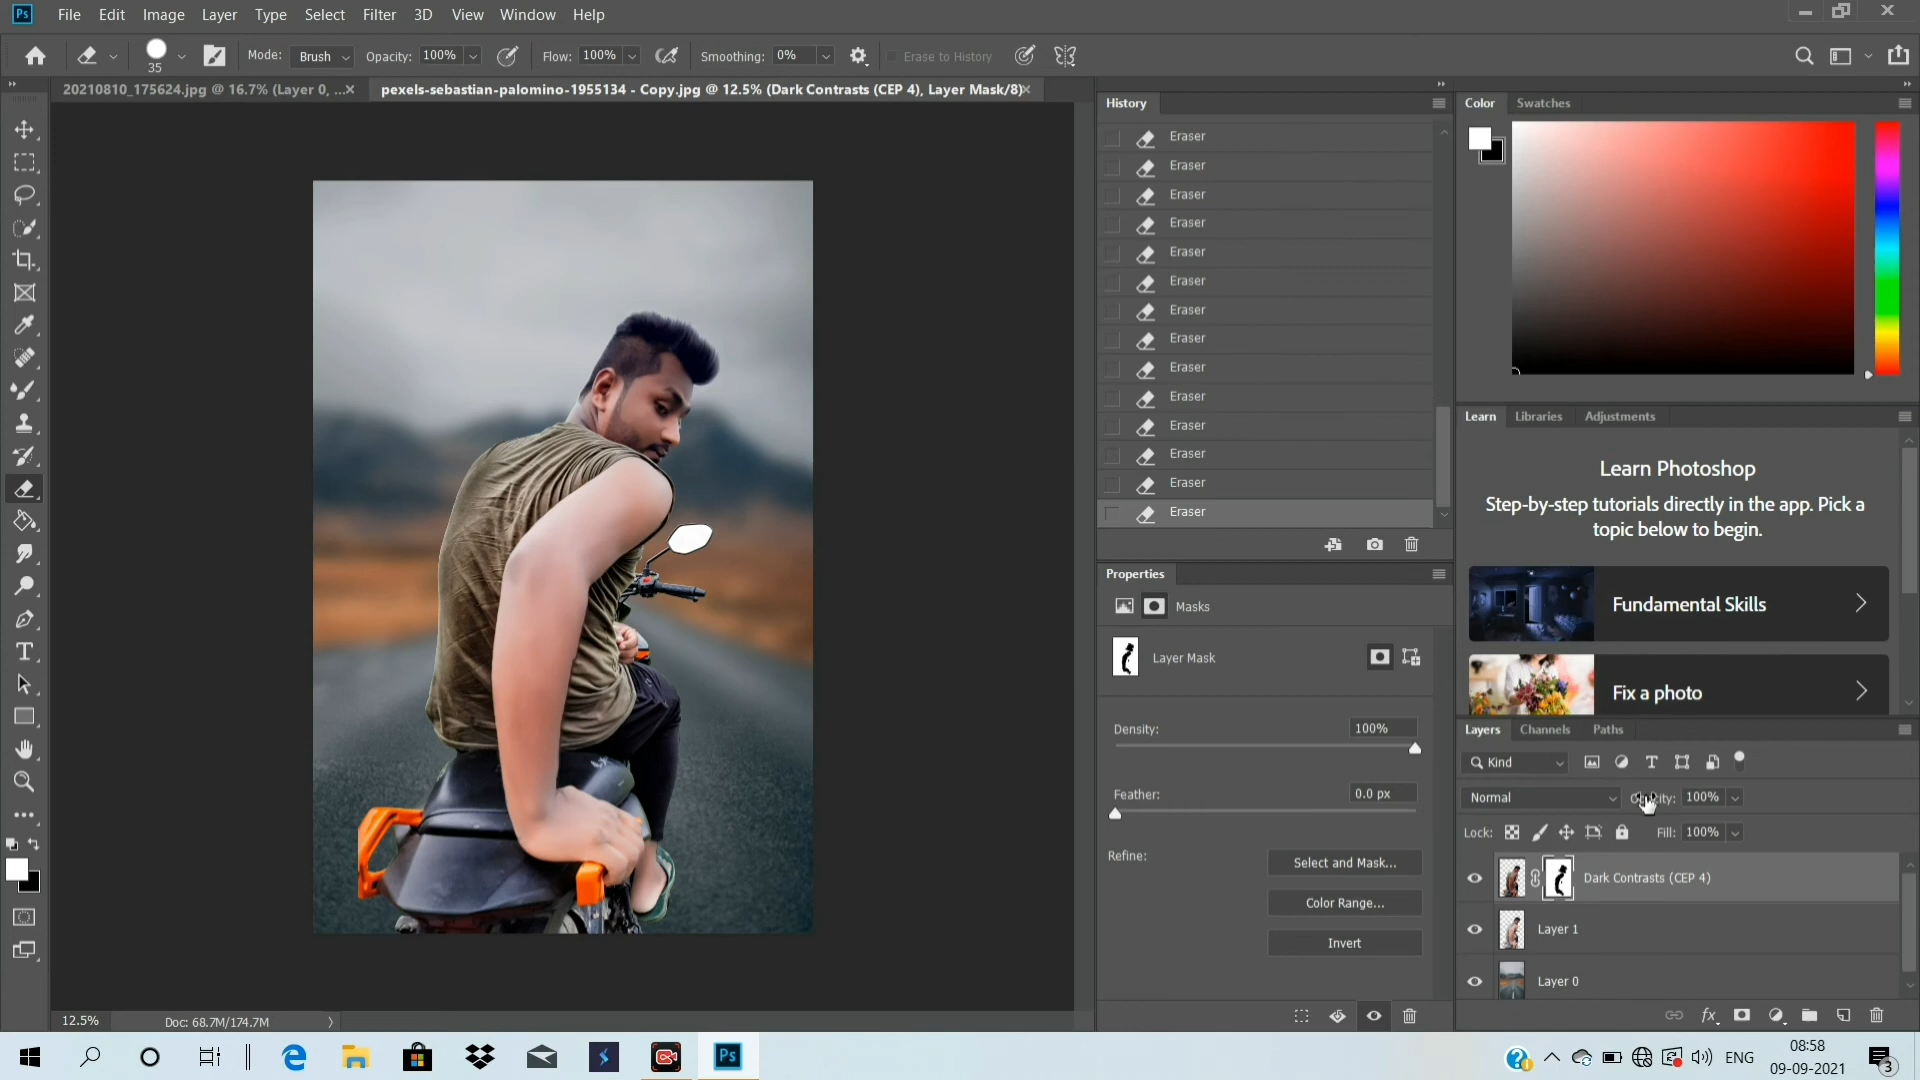 Ps File Edit Image Layer Type Select Filter 3D View Window Help
35 Mode: Brush Opacity: 100% Flow: 100% Smoothing: 0% Erase to History
20210810_175624.jpg @ 16.7% (Layer 0, ... × pexels-sebastian-palomino-1955134 - Copy.jpg @ 12.5% (Dark Contrasts (CEP 4), Layer Mask/8) ×
History
Eraser
Eraser
Eraser
Eraser
Eraser
Eraser
Eraser
Eraser
Eraser
Eraser
Eraser
Eraser
Eraser
Eraser
Properties
Masks
Layer Mask
Density: 100%
Feather: 0.0 px
Refine: Select and Mask...
Color Range...
Invert
Color Swatches
Learn Libraries Adjustments
Learn Photoshop
Step-by-step tutorials directly in the app. Pick a
topic below to begin.
Fundamental Skills
Fix a photo
Layers Channels Paths
Kind
Normal 100%
Lock: Fill: 100%
Dark Contrasts (CEP 4)
Layer 1
Layer 0
fx
12.5% Doc: 68.7M/174.7M
Ps
ENG
08:58
09-09-2021
3